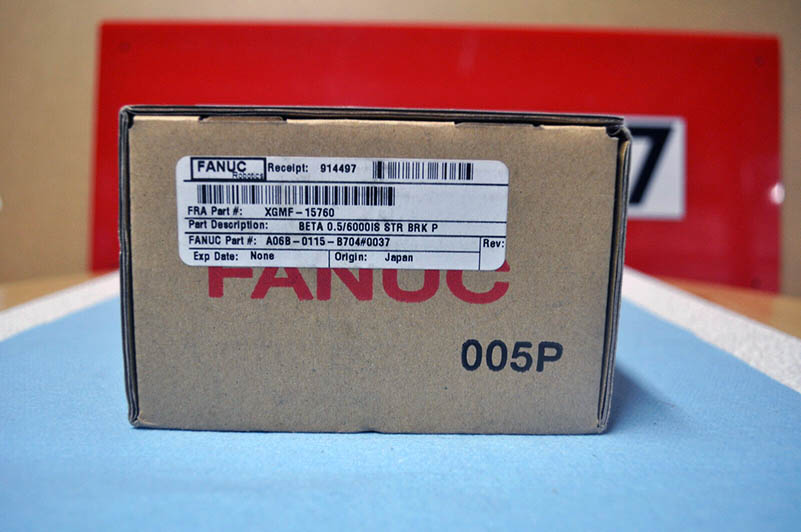 FANUC Robotics Receipt: 914497
FRA Part #: XGMF-15760
Part Description: BETA 0.5/6000IS STR BRK P
FANUC Part #: A06B-0115-B704#0037 Rev:
Exp Date: None Origin: Japan
FANUC
005P
7